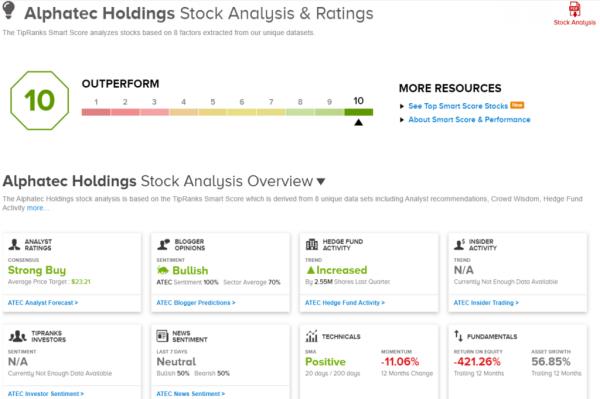 Alphatec Holdings Stock Analysis & Ratings
PDF
Stock Analysis
The TipRanks Smart Score analyzes stocks based on 8 factors extracted from our unique datasets.
10
OUTPERFORM
1 2 3 4 5 6 7 8 9 10
MORE RESOURCES
See Top Smart Score Stocks New
About Smart Score & Performance
Alphatec Holdings Stock Analysis Overview
The Alphatec Holdings stock analysis is based on the TipRanks Smart Score which is derived from 8 unique data sets including Analyst recommendations, Crowd Wisdom, Hedge Fund
Activity more...
ANALYST
RATINGS
CONSENSUS
Strong Buy
Average Price Target : $23.21
ATEC Analyst Forecast >
BLOGGER
OPINIONS
SENTIMENT
Bullish
ATEC Sentiment 100% Sector Average 70%
ATEC Blogger Predictions >
HEDGE FUND
ACTIVITY
TREND
Increased
By 2.55M Shares Last Quarter
ATEC Hedge Fund Activity >
INSIDER
ACTIVITY
TREND
N/A
Currently Not Enough Data Available
ATEC Insider Trading >
TIPRANKS
INVESTORS
SENTIMENT
N/A
Currently Not Enough Data Available
ATEC Investor Sentiment >
NEWS
SENTIMENT
LAST 7 DAYS
Neutral
Bullish 50% Bearish 50%
ATEC News Sentiment >
TECHNICALS
SMA MOMENTUM
Positive -11.06%
20 days / 200 days 12 Months Change
FUNDAMENTALS
RETURN ON EQUITY ASSET GROWTH
-421.26% 56.85%
Trailing 12 Months Trailing 12 Months